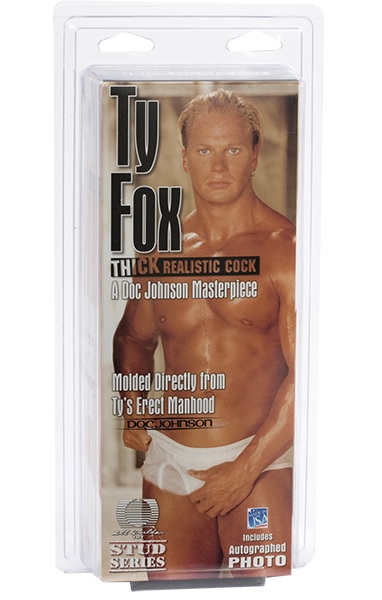 Ty
Fox
THICK REALISTIC COCK
A Doc Johnson Masterpiece
Molded Directly from
Ty's Erect Manhood
DOC JOHNSON
STUD
SERIES
USA
Includes
Autographed
PHOTO